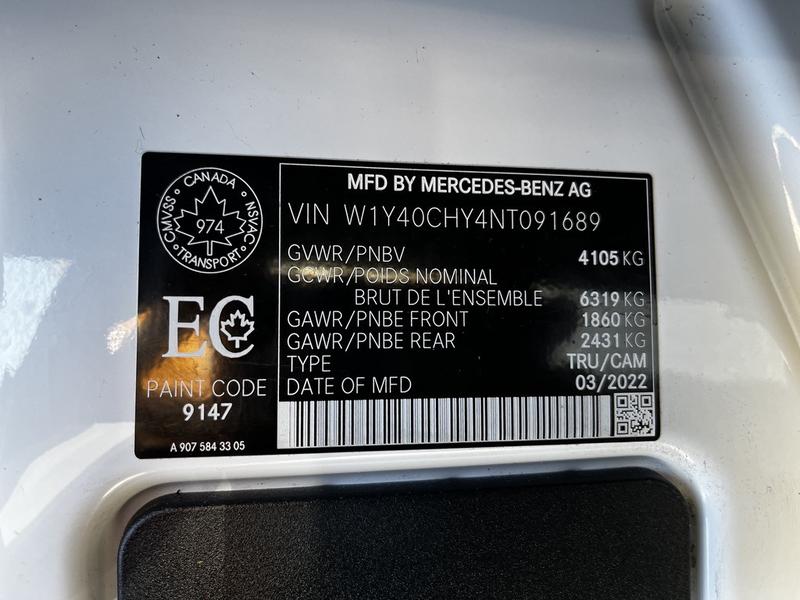 CANADA
CMVSS
974
NSVAC
TRANSPORT
MFD BY MERCEDES-BENZ AG
VIN W1Y40CHY4NT091689
GVWR/PNBV 4105 KG
GCWR/POIDS NOMINAL
BRUT DE L'ENSEMBLE 6319 KG
GAWR/PNBE FRONT 1860 KG
GAWR/PNBE REAR 2431 KG
TYPE TRU/CAM
DATE OF MFD 03/2022
EC
PAINT CODE
9147
A 907 584 33 05